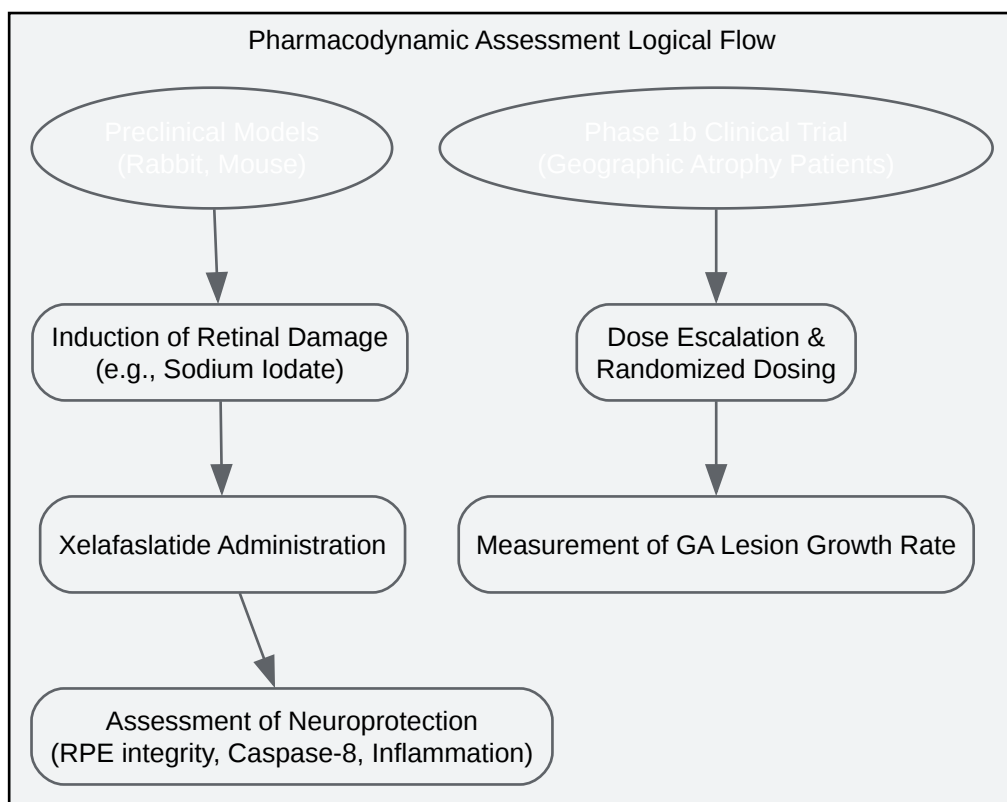 Pharmacodynamic Assessment Logical Flow
Preclinical Models
(Rabbit, Mouse)
Phase 1b Clinical Trial
(Geographic Atrophy Patients)
Induction of Retinal Damage
(e.g., Sodium Iodate)
Dose Escalation &
Randomized Dosing
Xelafaslatide Administration
Measurement of GA Lesion Growth Rate
Assessment of Neuroprotection
(RPE integrity, Caspase-8, Inflammation)